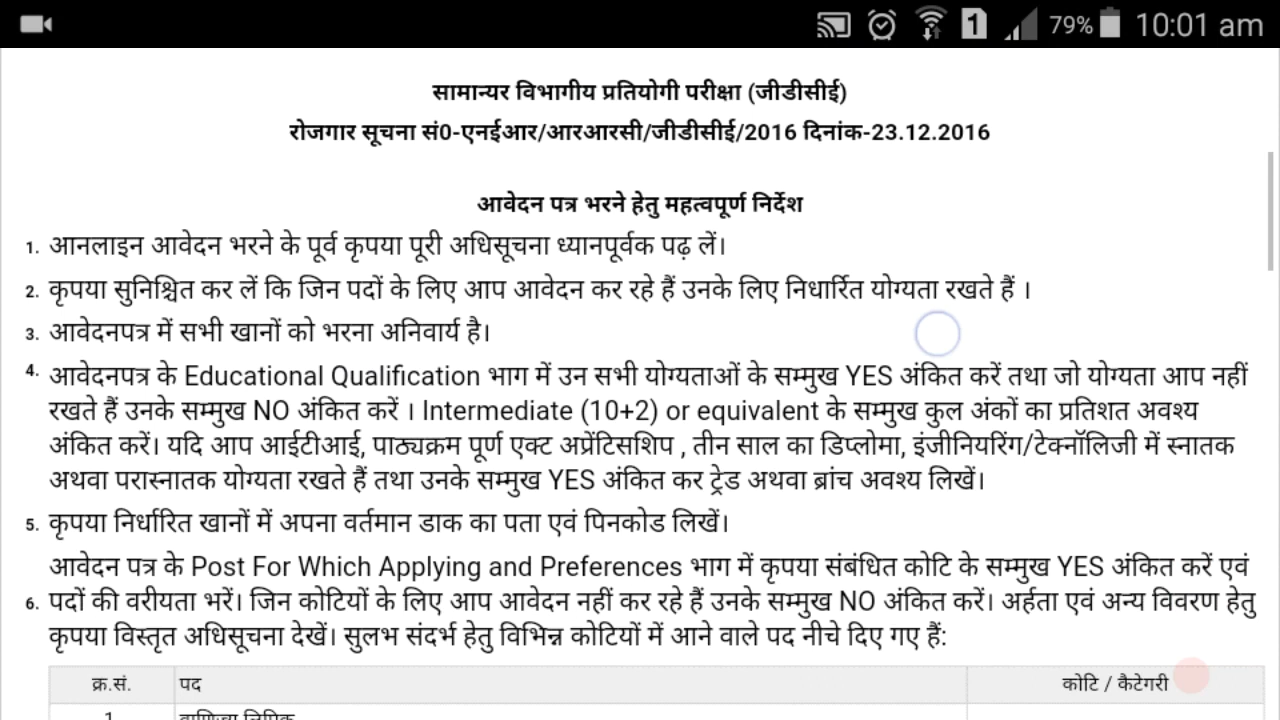 1 79% 10:01 am
सामान्यर विभागीय प्रतियोगी परीक्षा (जीडीसीई)
रोजगार सूचना सं0-एनईआर/आरआरसी/जीडीसीई/2016 दिनांक-23.12.2016
आवेदन पत्र भरने हेतु महत्वपूर्ण निर्देश
1. आनलाइन आवेदन भरने के पूर्व कृपया पूरी अधिसूचना ध्यानपूर्वक पढ़ लें।
2. कृपया सुनिश्चित कर लें कि जिन पदों के लिए आप आवेदन कर रहे हैं उनके लिए निधार्रित योग्यता रखते हैं ।
3. आवेदनपत्र में सभी खानों को भरना अनिवार्य है।
4. आवेदनपत्र के Educational Qualification भाग में उन सभी योग्यताओं के सम्मुख YES अंकित करें तथा जो योग्यता आप नहीं
रखते हैं उनके सम्मुख NO अंकित करें । Intermediate (10+2) or equivalent के सम्मुख कुल अंकों का प्रतिशत अवश्य
अंकित करें। यदि आप आईटीआई, पाठ्यक्रम पूर्ण एक्ट अप्रेंटिसशिप , तीन साल का डिप्लोमा, इंजीनियरिंग/टेक्नॉलिजी में स्नातक
अथवा परास्नातक योग्यता रखते हैं तथा उनके सम्मुख YES अंकित कर ट्रेड अथवा ब्रांच अवश्य लिखें।
5. कृपया निर्धारित खानों में अपना वर्तमान डाक का पता एवं पिनकोड लिखें।
आवेदन पत्र के Post For Which Applying and Preferences भाग में कृपया संबंधित कोटि के सम्मुख YES अंकित करें एवं
6. पदों की वरीयता भरें। जिन कोटियों के लिए आप आवेदन नहीं कर रहे हैं उनके सम्मुख NO अंकित करें। अर्हता एवं अन्य विवरण हेतु
कृपया विस्तृत अधिसूचना देखें। सुलभ संदर्भ हेतु विभिन्न कोटियों में आने वाले पद नीचे दिए गए हैं:
क्र.सं. पद कोटि / कैटेगरी
1 वाणिज्य लिपिक